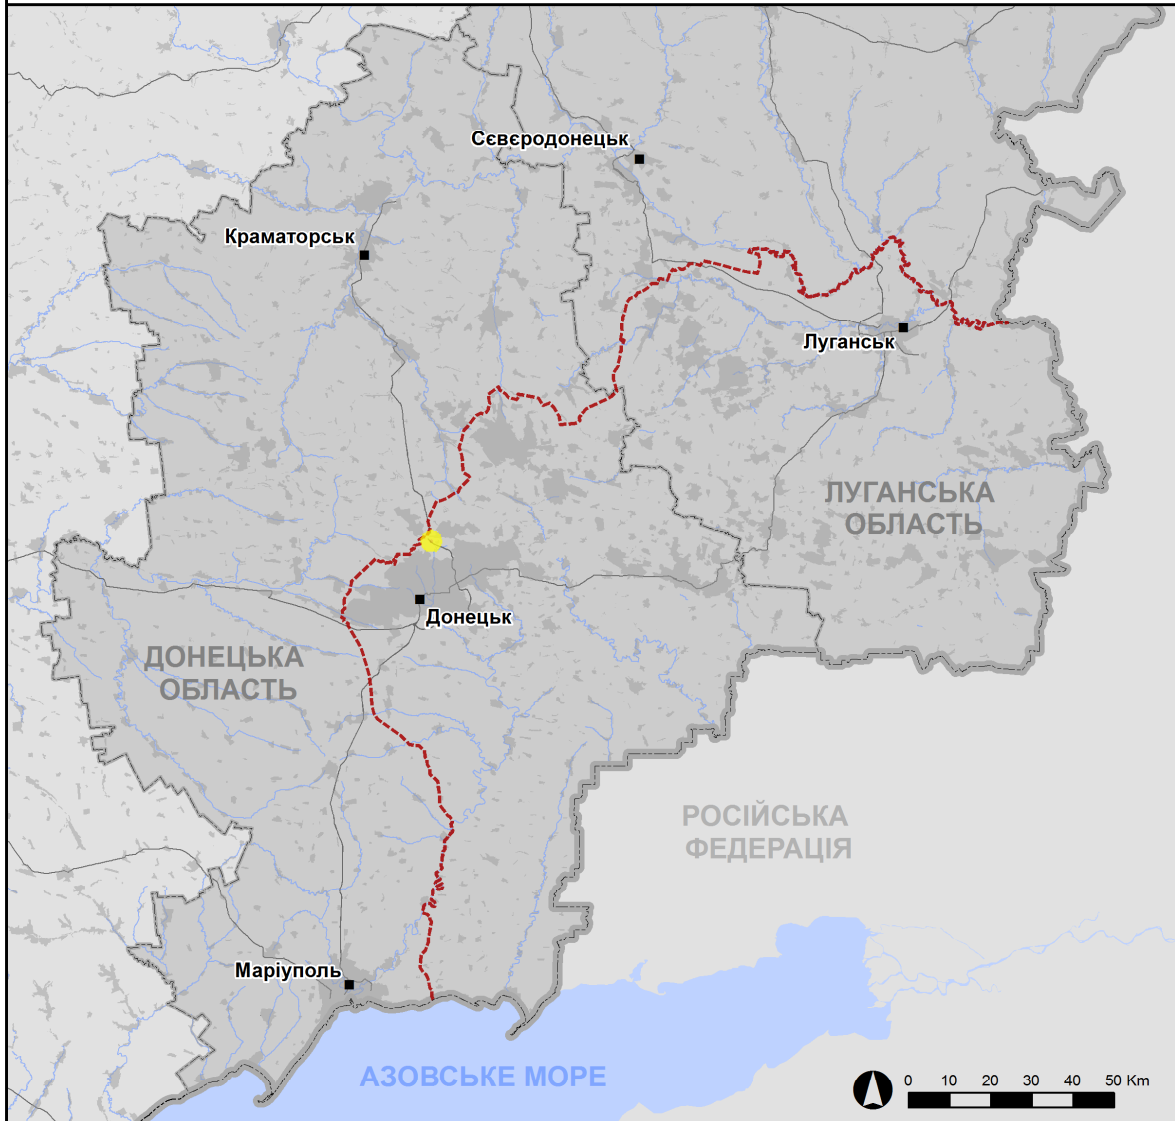 Сєвєродонецьк
Краматорськ
Луганськ
ЛУГАНСЬКА
ОБЛАСТЬ
Донецьк
ДОНЕЦЬКА
ОБЛАСТЬ
РОСІЙСЬКА
ФЕДЕРАЦІЯ
Маріуполь
АЗОВСЬКЕ МОРЕ
0 10 20 30 40 50 Km